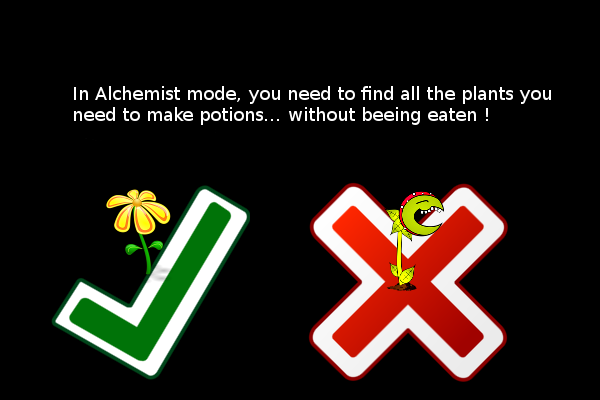 In Alchemist mode, you need to find all the plants you
need to make potions... without beeing eaten !